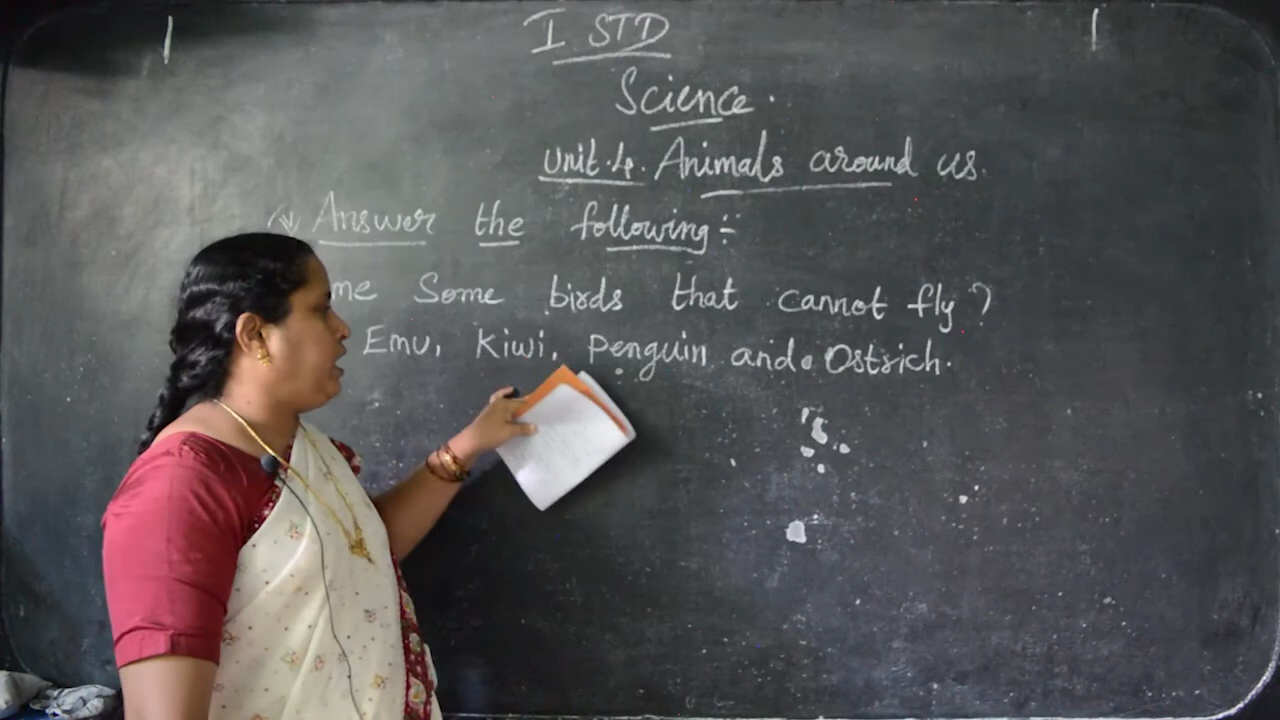 I STD
Science.
Unit.4. Animals around us.
Answer the following:-
me Some birds that cannot fly?
Emu, Kiwi, Penguin and Ostrich.